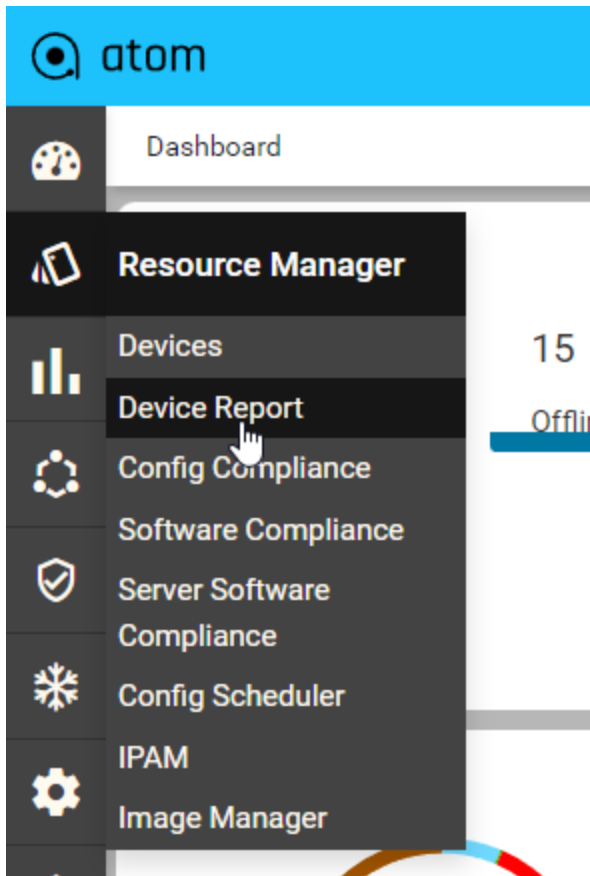 atom
Dashboard
Resource Manager
Devices
15
Device Report
Config Compliance
Software Compliance
Server Software
Compliance
Config Scheduler
IPAM
Image Manager